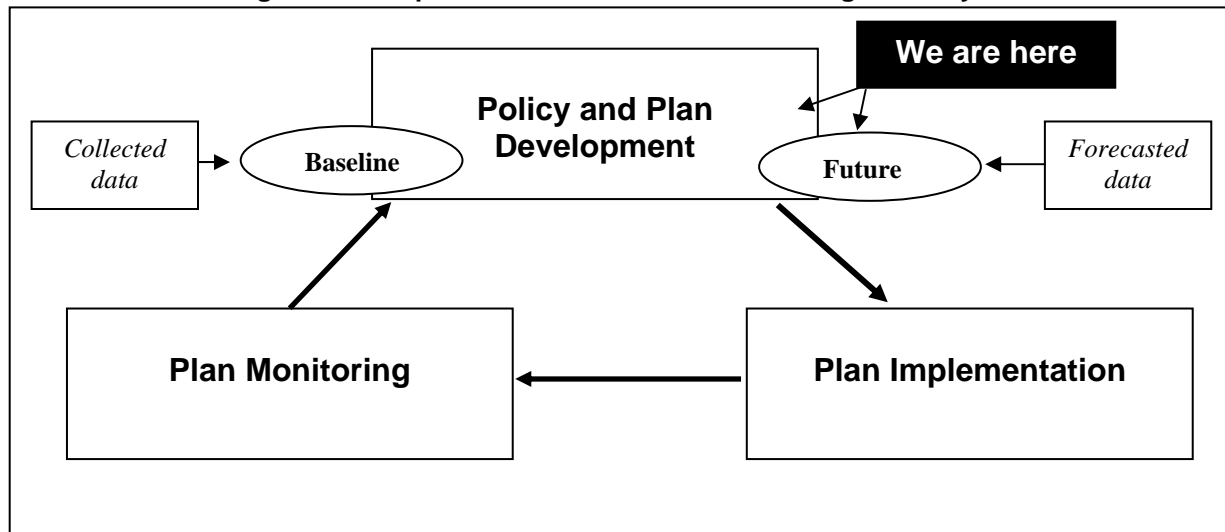 We are here
Policy and Plan
Development
Collected
data
Baseline
Future
Forecasted
data
Plan Monitoring
Plan Implementation